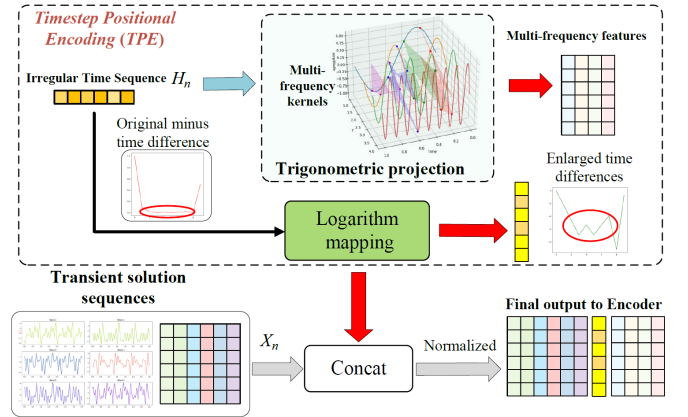 Timestep Positional
Encoding (TPE)
Irregular Time Sequence Hn
Original minus
time difference
Multi-
frequency
kernels
Trigonometric projection
Multi-frequency features
Enlarged time
differences
Logarithm
mapping
Transient solution
sequences
Xn
Concat
Normalized
Final output to Encoder